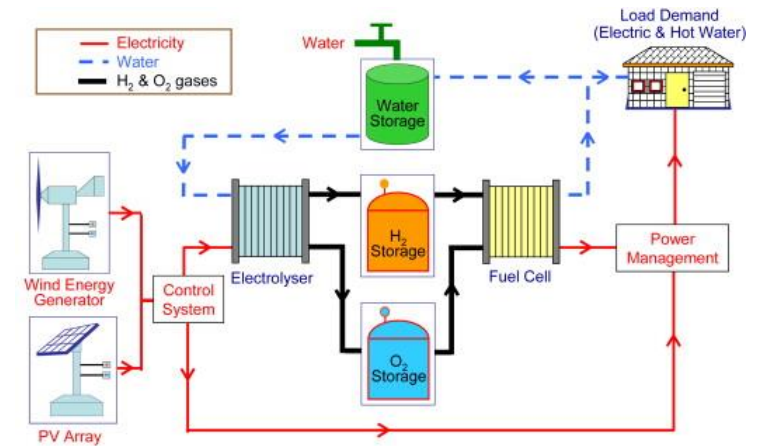 Load Demand
(Electric & Hot Water)
Electricity
Water
H₂ & O₂ gases
Water
Water
Storage
H₂
Storage
Electrolyser
Fuel Cell
Power
Management
Wind Energy
Generator
Control
System
O₂
Storage
PV Array